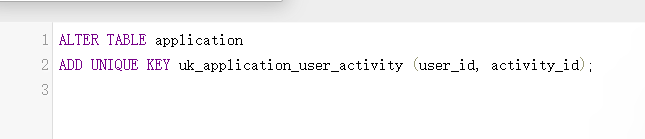 1 ALTER TABLE application
2 ADD UNIQUE KEY uk_application_user_activity (user_id, activity_id);
3